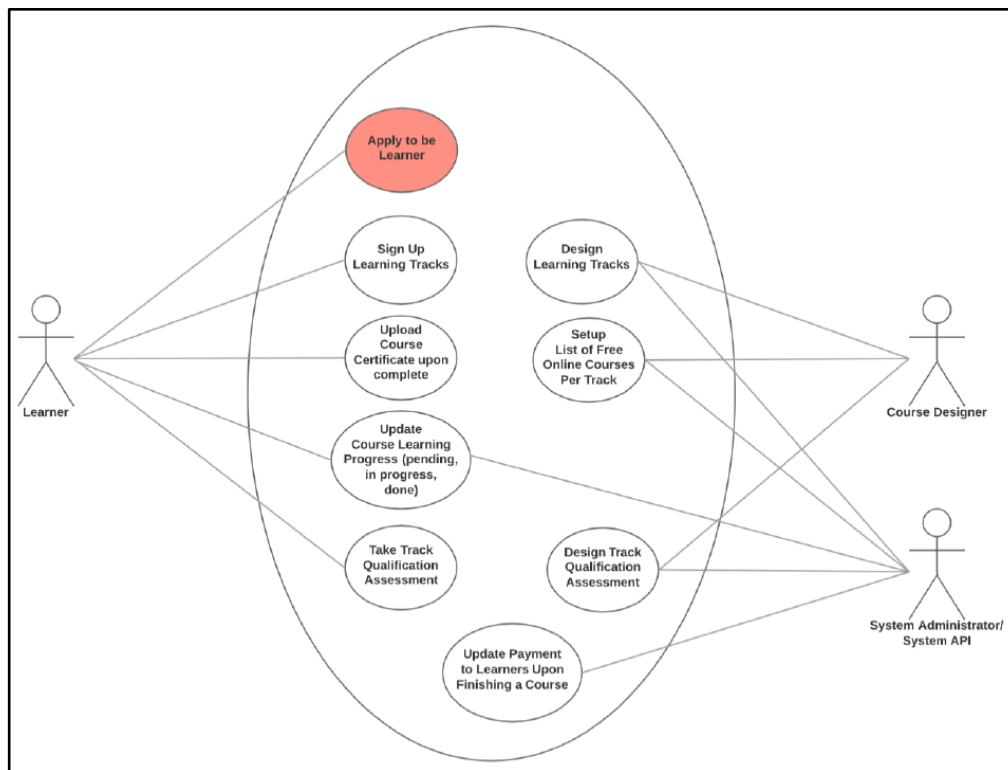 Apply to be
Learner
Sign Up
Learning Tracks
Design
Learning Tracks
Upload
Course
Certificate upon
complete
Setup
List of Free
Online Courses
Per Track
Learner
Course Designer
Update
Course Learning
Progress (pending,
in progress,
done)
Take Track
Qualification
Assessment
Design Track
Qualification
Assessment
System Administrator/
System API
Update Payment
to Learners Upon
Finishing a Course